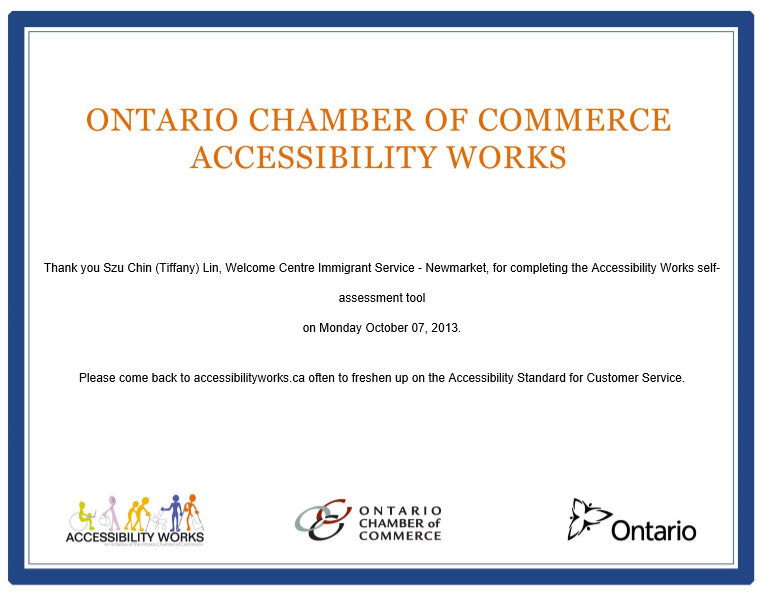 ONTARIO CHAMBER OF COMMERCE
ACCESSIBILITY WORKS
Thank you Szu Chin (Tiffany) Lin, Welcome Centre Immigrant Service - Newmarket, for completing the Accessibility Works self-
assessment tool
on Monday October 07, 2013.
Please come back to accessibilityworks.ca often to freshen up on the Accessibility Standard for Customer Service.
ACCESSIBILITY WORKS
ONTARIO
CHAMBER of
COMMERCE
Ontario